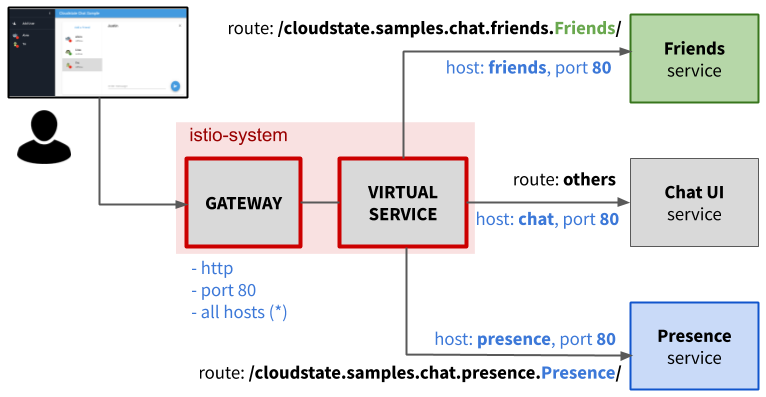 Cloudstate Chat Sample
route: /cloudstate.samples.chat.friends.Friends/
host: friends, port 80
Friends
service
istio-system
GATEWAY
VIRTUAL
SERVICE
- http
- port 80
- all hosts (*)
route: others
host: chat, port 80
Chat UI
service
host: presence, port 80
route: /cloudstate.samples.chat.presence.Presence/
Presence
service